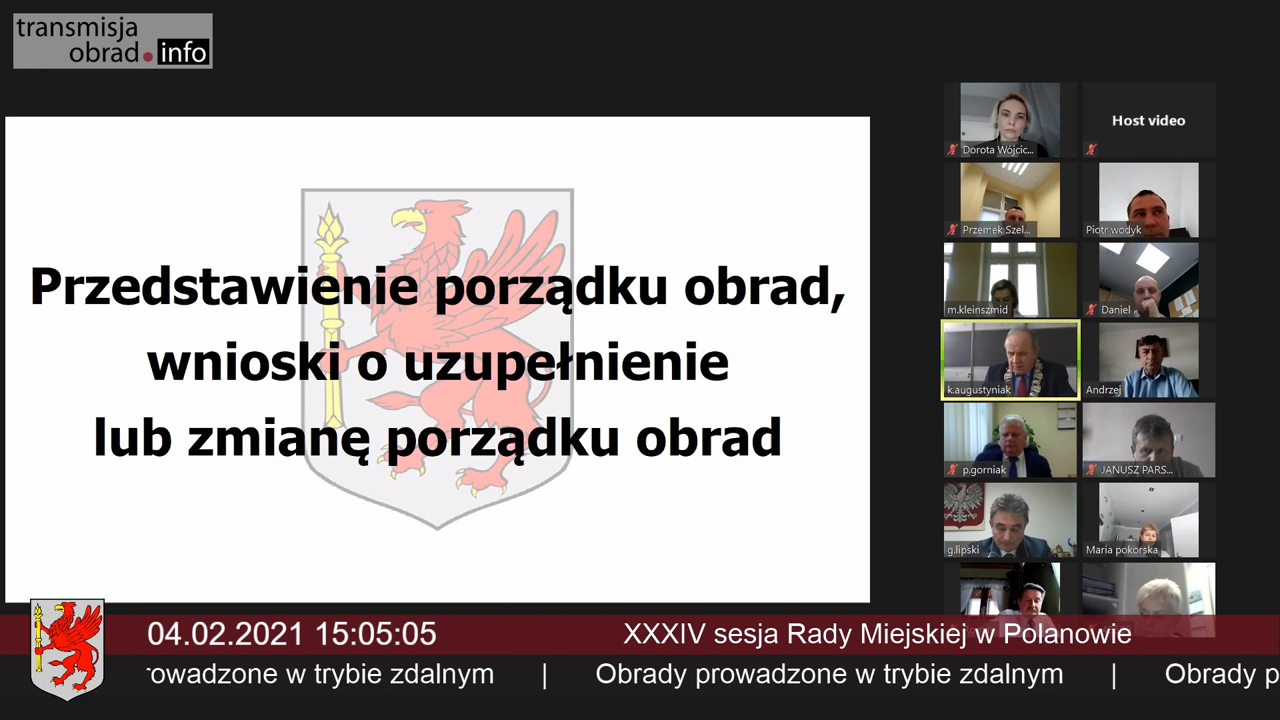 transmisja
obrad.info
Przedstawienie porządku obrad,
wnioski o uzupełnienie
lub zmianę porządku obrad
Dorota Wójcic...
Host video
Przemek Szel...
Piotr wodyk
m.kleinszmid
Daniel
k.augustyniak
Andrzej
p.gorniak
JANUSZ PARS...
g.lipski
Maria pokorska
04.02.2021 15:05:05
XXXIV sesja Rady Miejskiej w Polanowie
rowadzone w trybie zdalnym | Obrady prowadzone w trybie zdalnym | Obrady p